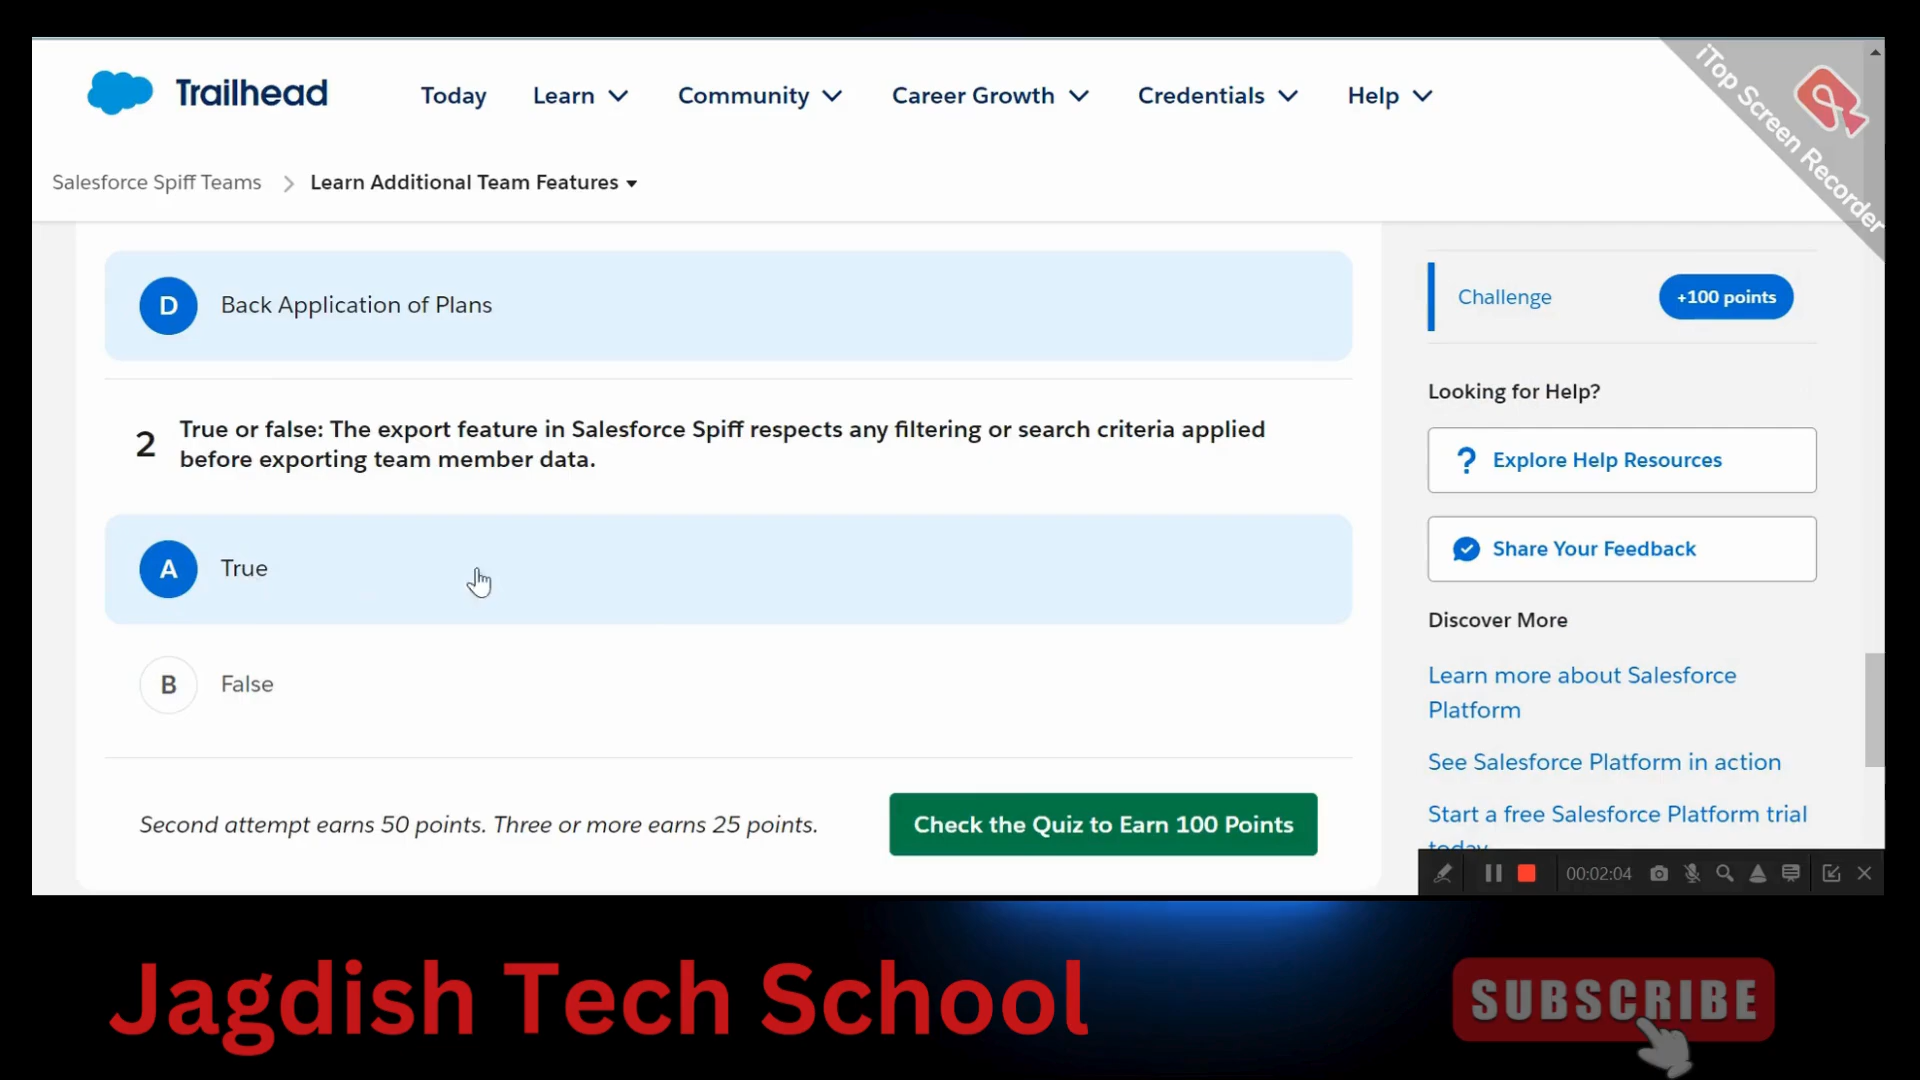 Trailhead
Today Learn Community Career Growth Credentials Help
iTop Screen Recorder
Salesforce Spiff Teams Learn Additional Team Features
D Back Application of Plans
2 True or false: The export feature in Salesforce Spiff respects any filtering or search criteria applied
before exporting team member data.
A True
B False
Second attempt earns 50 points. Three or more earns 25 points.
Check the Quiz to Earn 100 Points
Challenge +100 points
Looking for Help?
? Explore Help Resources
Share Your Feedback
Discover More
Learn more about Salesforce
Platform
See Salesforce Platform in action
Start a free Salesforce Platform trial
today
00:02:04
Jagdish Tech School
SUBSCRIBE